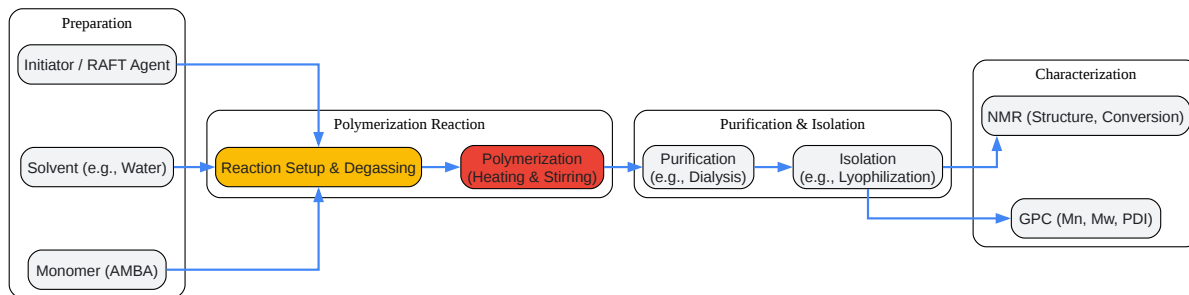 Preparation
Initiator / RAFT Agent
Solvent (e.g., Water)
Monomer (AMBA)
Polymerization Reaction
Reaction Setup & Degassing
Polymerization
(Heating & Stirring)
Purification & Isolation
Purification
(e.g., Dialysis)
Isolation
(e.g., Lyophilization)
Characterization
NMR (Structure, Conversion)
GPC (Mn, Mw, PDI)